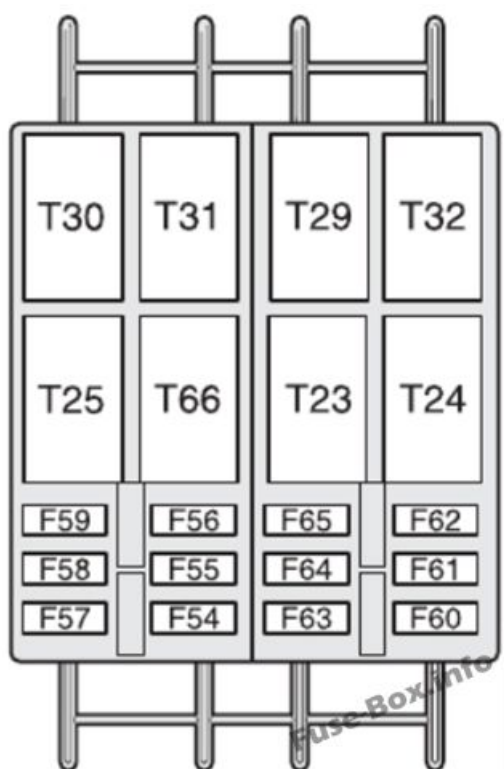 T30 T31 T29 T32
T25 T66 T23 T24
F59 F56 F65 F62
F58 F55 F64 F61
F57 F54 F63 F60
Fuse-Box.info